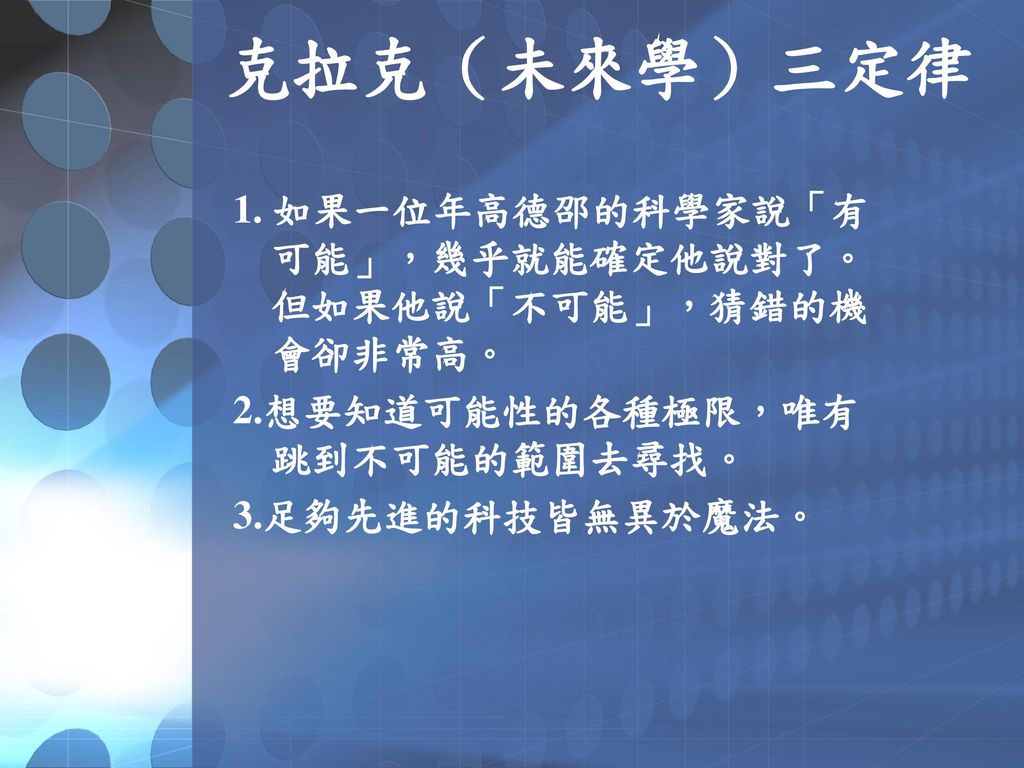 克拉克（未來學）三定律
1. 如果一位年高德邵的科學家說「有
可能」，幾乎就能確定他說對了。
但如果他說「不可能」，猜錯的機
會卻非常高。
2.想要知道可能性的各種極限，唯有
跳到不可能的範圍去尋找。
3.足夠先進的科技皆無異於魔法。